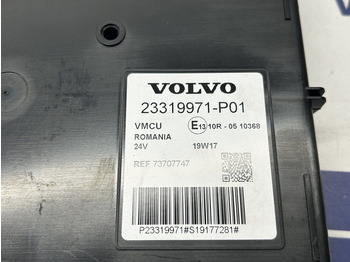 VOLVO
23319971-P01
VMCU E13 10R - 05 10368
ROMANIA
24V 19W17
REF 73707747
P23319971#S19177281#